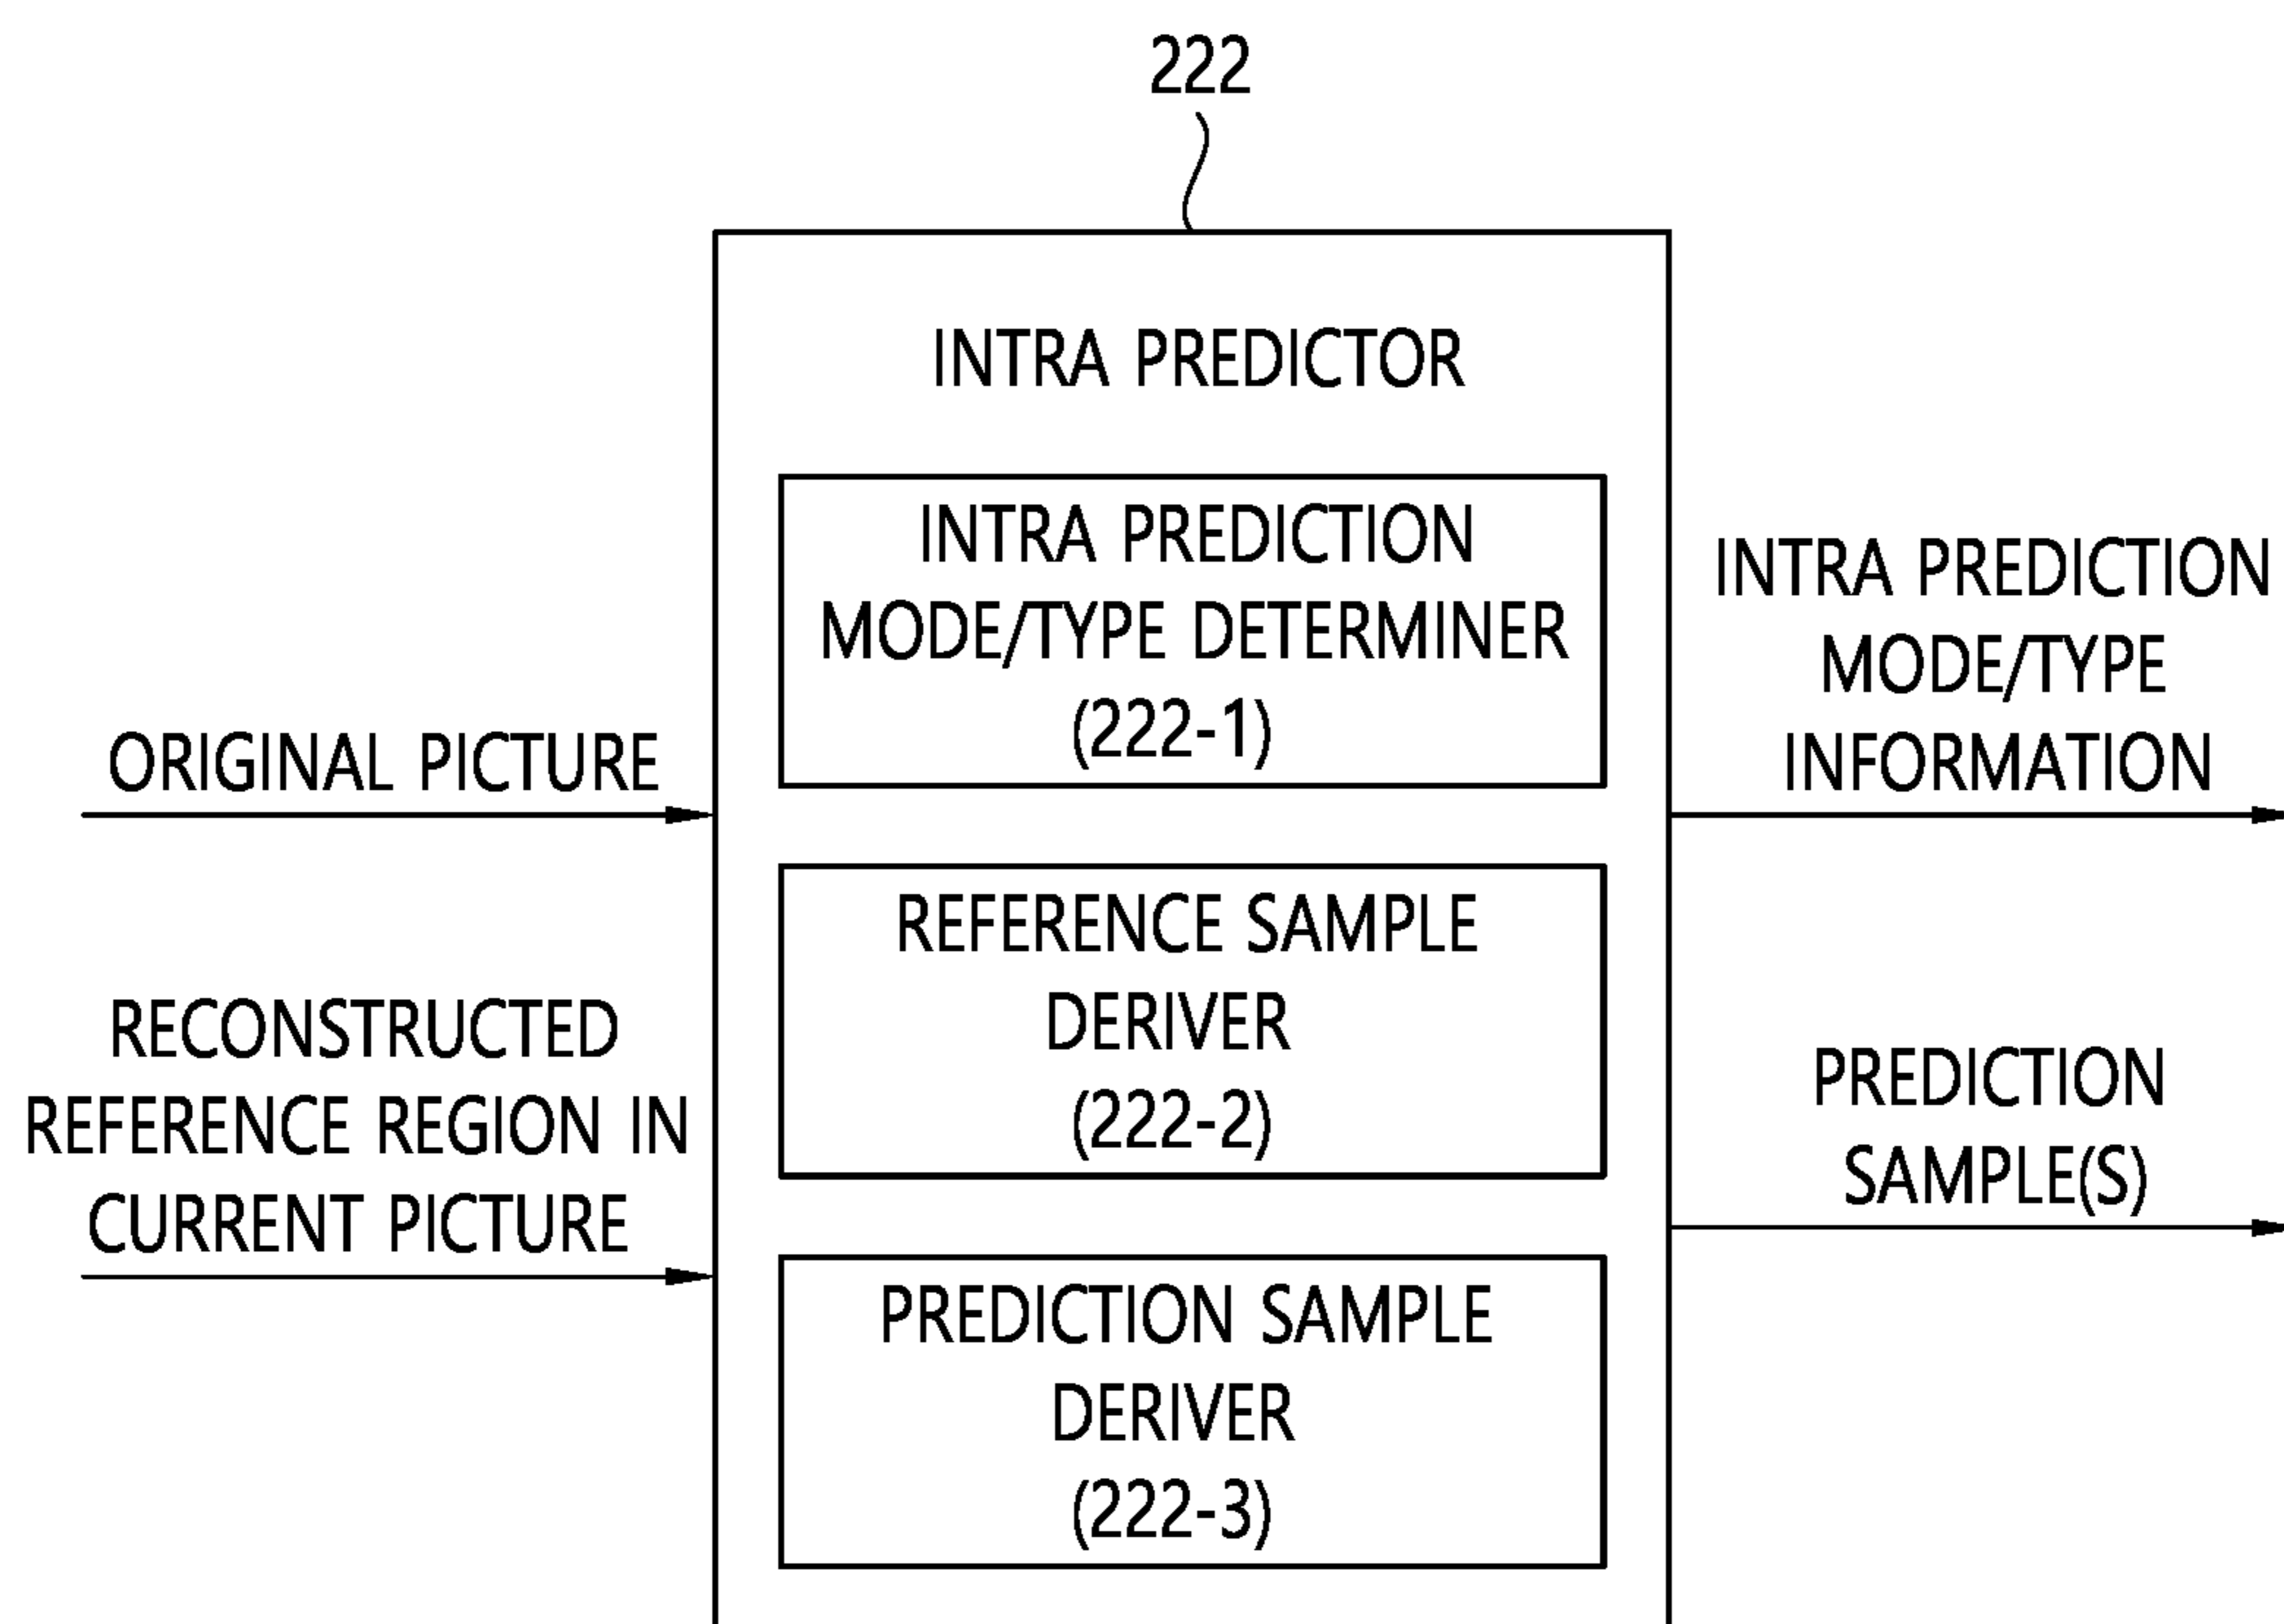 222
INTRA PREDICTOR
INTRA PREDICTION
MODE/TYPE DETERMINER
(222-1)
REFERENCE SAMPLE
DERIVER
(222-2)
PREDICTION SAMPLE
DERIVER
(222-3)
ORIGINAL PICTURE
RECONSTRUCTED
REFERENCE REGION IN
CURRENT PICTURE
INTRA PREDICTION
MODE/TYPE
INFORMATION
PREDICTION
SAMPLE(S)